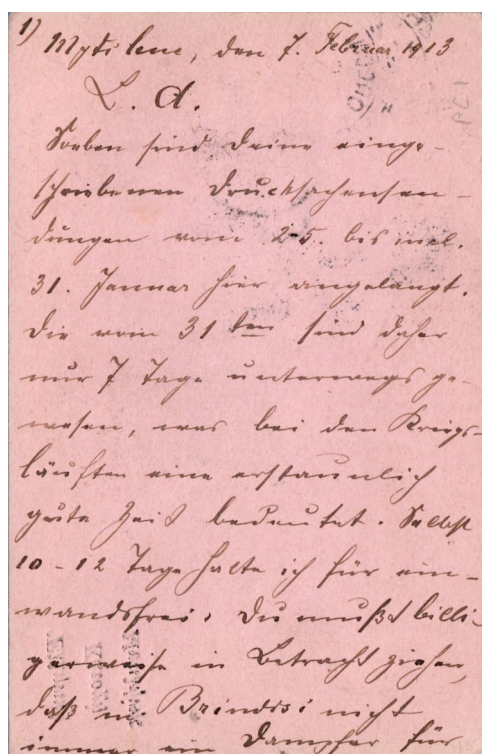 1)
Mytilene, den 7. Februar 1913
L. A.
Soeben sind Deine einge-
schriebenen Drucksachensen-
dungen vom 25. bis incl.
31. Januar hier angelangt.
Die vom 31ten sind daher
nur 7 Tage unterwegs ge-
wesen, was bei den Kriegs-
läuften eine erstaunlich
gute Zeit bedeutet. Selbst
10-12 Tage halte ich für ein-
wandsfrei. Du mußt billi-
gerweise in Betracht ziehen,
daß in Brindisi nicht
immer ein Dampfer für